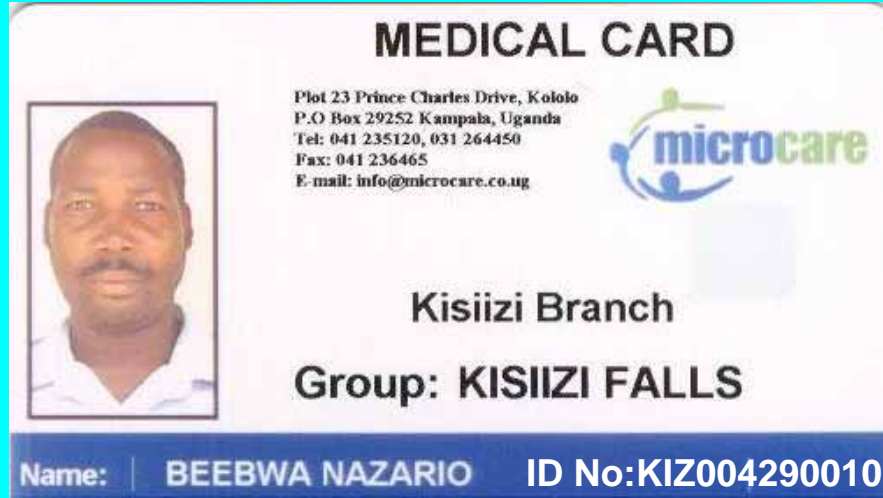 MEDICAL CARD
Plot 23 Prince Charles Drive, Kololo
P.O Box 29252 Kampala, Uganda
Tel: 041 235120, 031 264450
Fax: 041 236465
E-mail: info@microcare.co.ug
microcare
Kisiizi Branch
Group: KISIIZI FALLS
Name: BEEBWA NAZARIO ID No:KIZ004290010